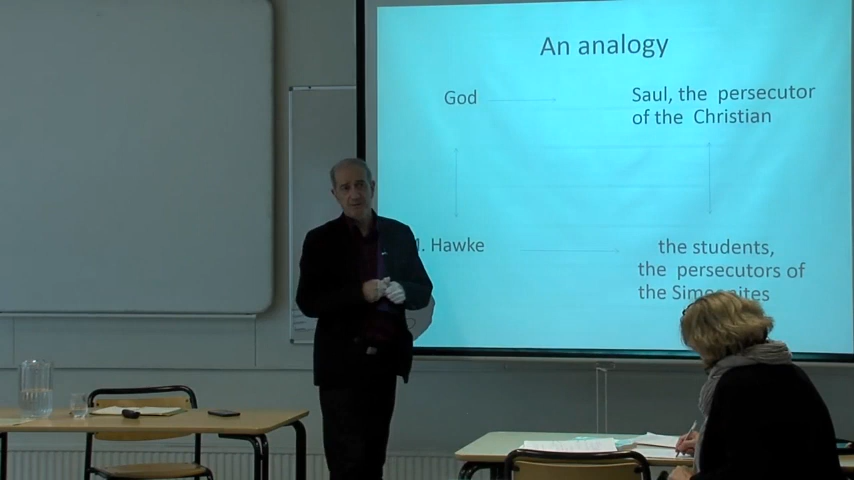 An analogy
God
Saul, the persecutor
of the Christian
Hawke
the students,
the persecutors of
the Simeonites